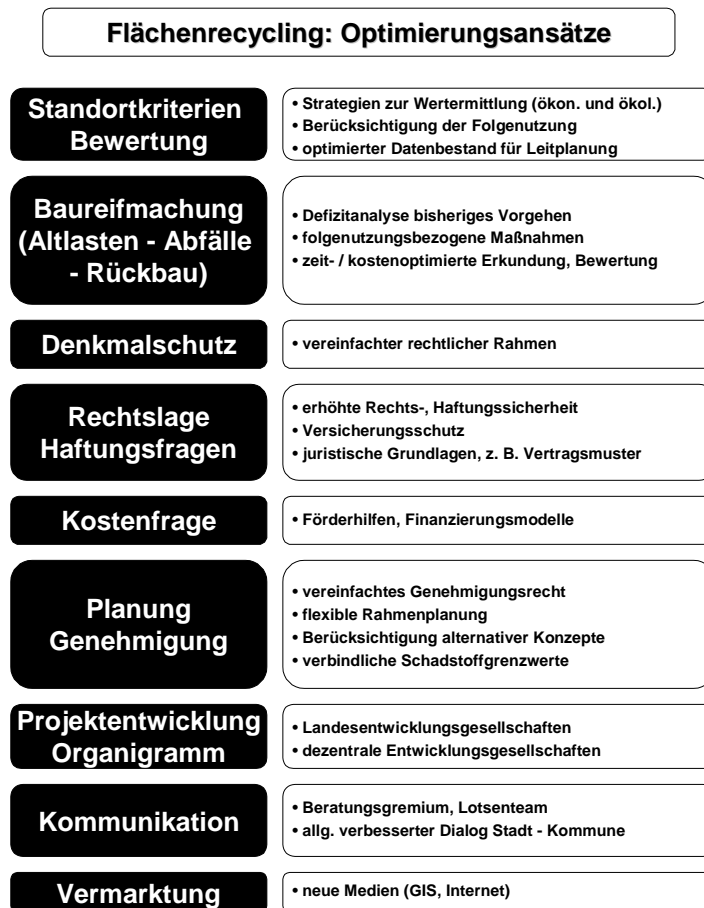 Flächenrecycling: Optimierungsansätze
Standortkriterien
Bewertung
• Strategien zur Wertermittlung (ökon. und ökol.)
• Berücksichtigung der Folgenutzung
• optimierter Datenbestand für Leitplanung
Baureifmachung
(Altlasten - Abfälle
- Rückbau)
• Defizitanalyse bisheriges Vorgehen
• folgenutzungsbezogene Maßnahmen
• zeit- / kostenoptimierte Erkundung, Bewertung
Denkmalschutz
• vereinfachter rechtlicher Rahmen
Rechtslage
Haftungsfragen
• erhöhte Rechts-, Haftungssicherheit
• Versicherungsschutz
• juristische Grundlagen, z. B. Vertragsmuster
Kostenfrage
• Förderhilfen, Finanzierungsmodelle
Planung
Genehmigung
• vereinfachtes Genehmigungsrecht
• flexible Rahmenplanung
• Berücksichtigung alternativer Konzepte
• verbindliche Schadstoffgrenzwerte
Projektentwicklung
Organigramm
• Landesentwicklungsgesellschaften
• dezentrale Entwicklungsgesellschaften
Kommunikation
• Beratungsgremium, Lotsenteam
• allg. verbesserter Dialog Stadt - Kommune
Vermarktung
• neue Medien (GIS, Internet)